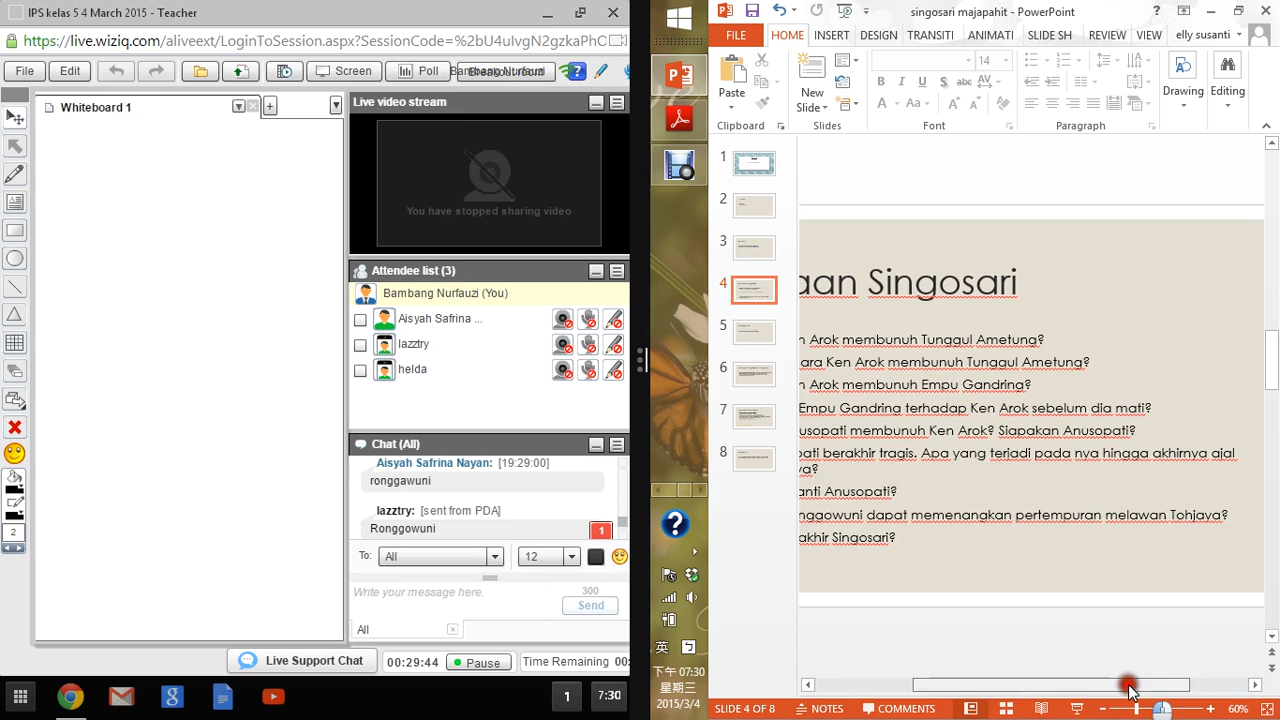 IPS kelas 5 4 March 2015 - Teacher
https://live.wiziq.com/aliveext/LoginToSession.aspx?SessionCode=%2bU4ulvgN2gzkaPhC
File
Edit
Screen
Poll
Bambang Nurfauzi
Whiteboard 1
Live video stream
You have stopped sharing video
Attendee list (3)
Bambang Nurfauzi (You)
Aisyah Safrina ...
lazztry
helda
Chat (All)
Aisyah Safrina Nayan: [19:29:00]
ronggawuni
lazztry: [sent from PDA]
Ronggowuni
1
To: All
12
Write your message here.
300
Send
All
2
Live Support Chat
00:29:44
Pause
Time Remaining 00:
1
7:30
英
下午 07:30
星期三
2015/3/4
singosari majapahit - PowerPoint
FILE
HOME
INSERT
DESIGN
TRANSITI
ANIMATI
SLIDE SH
REVIEW
VIEW
elly susanti
Paste
New
Slide
14
Drawing
Editing
Clipboard
Slides
Font
Paragraph
1
2
3
4
5
6
7
8
aan Singosari
n Arok membunuh Tunggul Ametung?
ara Ken Arok membunuh Tunggul Ametung?
n Arok membunuh Empu Gandring?
Empu Gandring terhadap Ken Arok sebelum dia mati?
usopati membunuh Ken Arok? Siapakan Anusopati?
pati berakhir tragis. Apa yang terjadi pada nya hingga akhirnya ajal
ya?
anti Anusopati?
nggowuni dapat memenangkan pertempuran melawan Tohjaya?
akhir Singosari?
SLIDE 4 OF 8
NOTES
COMMENTS
60%